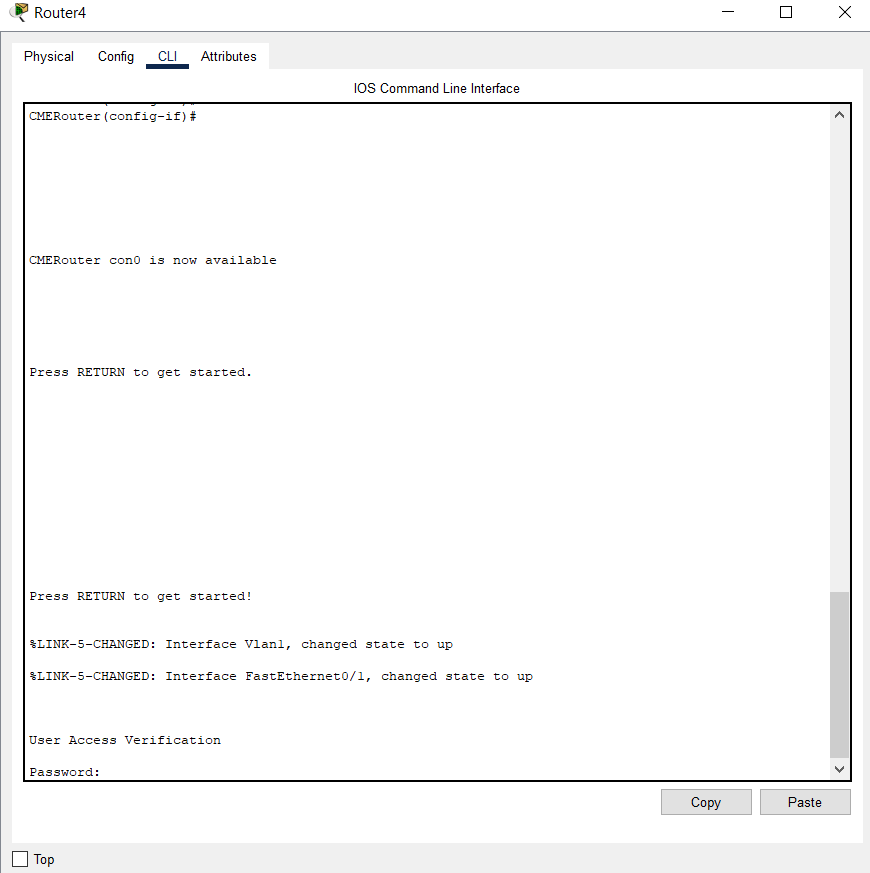 Router4
Physical Config CLI Attributes
IOS Command Line Interface
CMERouter(config-if)#
CMERouter con0 is now available
Press RETURN to get started.
Press RETURN to get started!
%LINK-5-CHANGED: Interface Vlan1, changed state to up
%LINK-5-CHANGED: Interface FastEthernet0/1, changed state to up
User Access Verification
Password:
Copy Paste
Top